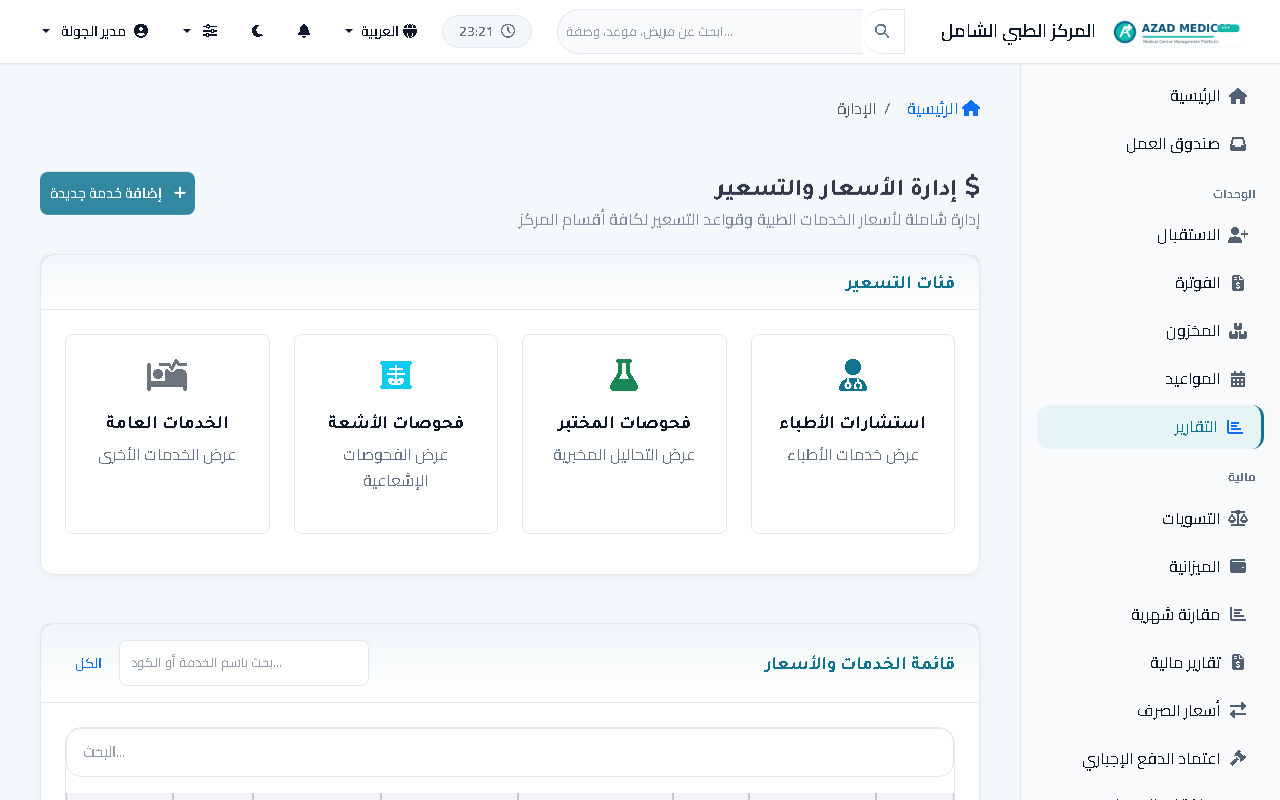 AZAD MEDIC
Medical Center Management Platform
المركز الطبي الشامل
ابحث عن مريض، موعد، وصفة...
23:21
العربية
مدير الجولة
الرئيسية
صندوق العمل
الوحدات
الاستقبال
الفوترة
المخزون
المواعيد
التقارير
مالية
التسويات
الميزانية
مقارنة شهرية
تقارير مالية
أسعار الصرف
اعتماد الدفع الإجباري
الرئيسية / الإدارة
$ إدارة الأسعار والتسعير
إدارة شاملة لأسعار الخدمات الطبية وقواعد التسعير لكافة أقسام المركز
+ إضافة خدمة جديدة
فئات التسعير
استشارات الأطباء
عرض خدمات الأطباء
فحوصات المختبر
عرض التحاليل المخبرية
فحوصات الأشعة
عرض الفحوصات
الإشعاعية
الخدمات العامة
عرض الخدمات الأخرى
قائمة الخدمات والأسعار
بحث باسم الخدمة أو الكود...
الكل
البحث...